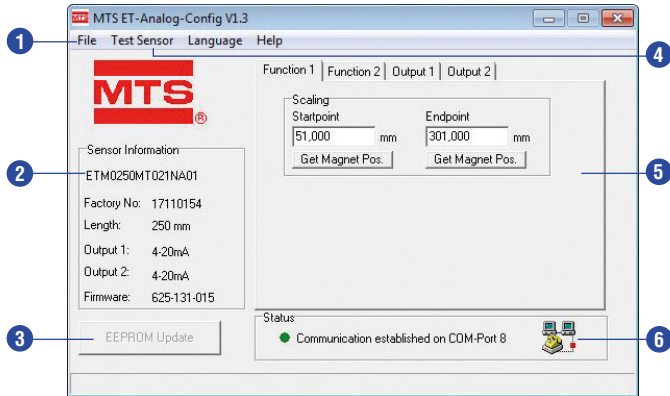 MTS ET-Analog-Config V1.3
File Test Sensor Language Help
1
4
MTS
®
Function 1 Function 2 Output 1 Output 2
Scaling
Startpoint Endpoint
51,000 mm 301,000 mm
Get Magnet Pos. Get Magnet Pos.
5
Sensor Information
2
ETM0250MT021NA01
Factory No: 17110154
Length: 250 mm
Output 1: 4-20mA
Output 2: 4-20mA
Firmware: 625-131-015
3
EEPROM Update
Status
Communication established on COM-Port 8
6